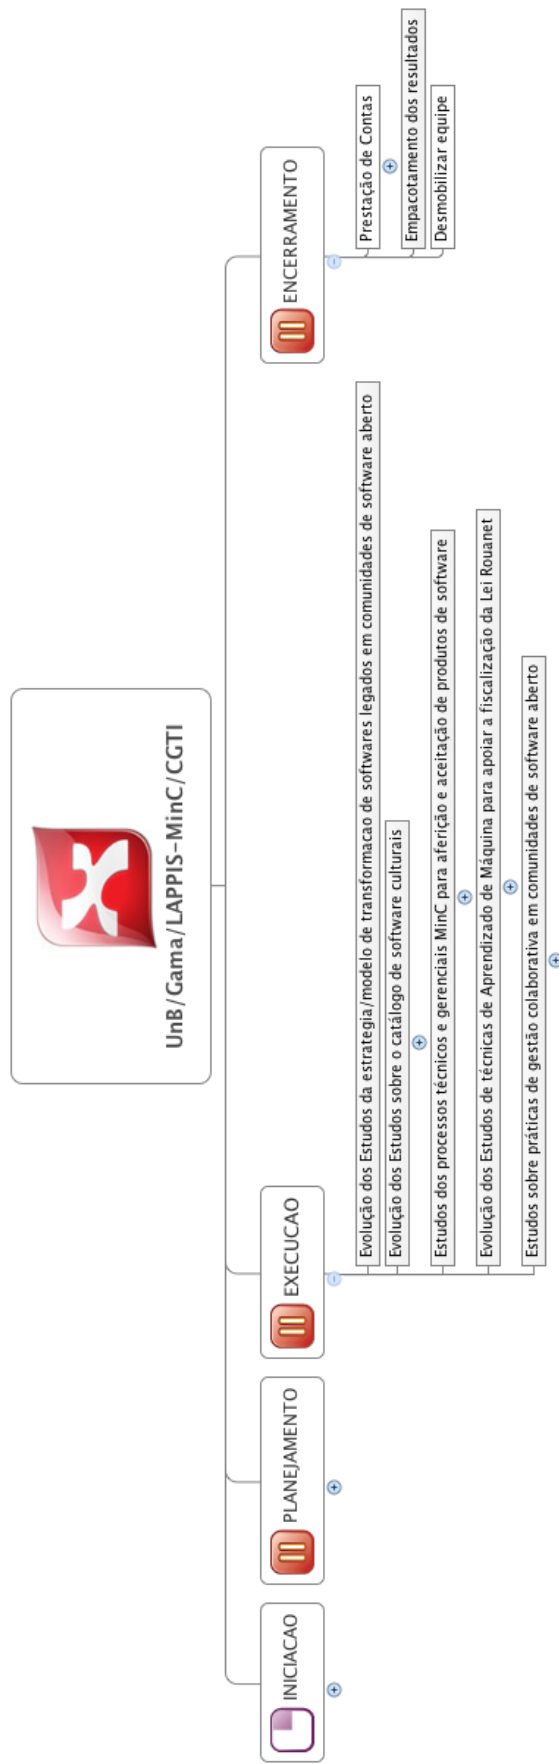 UnB/Gama/LAPPIS-MinC/CGTI
INICIACAO
PLANEJAMENTO
EXECUCAO
Evolução dos Estudos da estrategia/modelo de transformacao de softwares legados em comunidades de software aberto
Evolução dos Estudos sobre o catálogo de software culturais
Estudos dos processos técnicos e gerenciais MinC para aferição e aceitação de produtos de software
Evolução dos Estudos de técnicas de Aprendizado de Máquina para apoiar a fiscalização da Lei Rouanet
Estudos sobre práticas de gestão colaborativa em comunidades de software aberto
ENCERRAMENTO
Prestação de Contas
Empacotamento dos resultados
Desmobilizar equipe